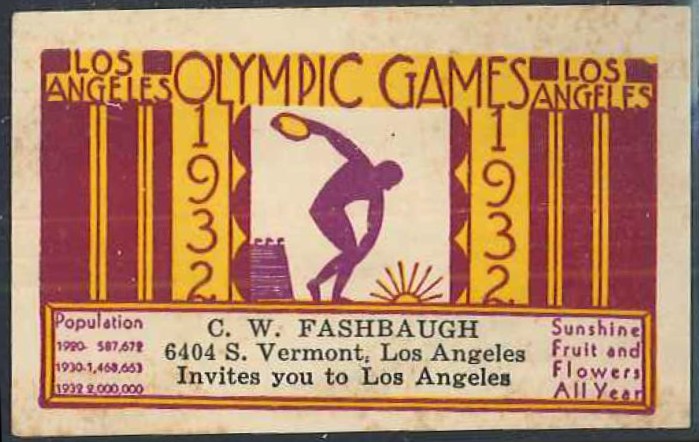 LOS ANGELES
OLYMPIC GAMES
LOS ANGELES
1932
1932
Population
1920- 587,672
1930-1,468,663
1932 2,000,000
C. W. FASHBAUGH
6404 S. Vermont, Los Angeles
Invites you to Los Angeles
Sunshine
Fruit and
Flowers
All Year